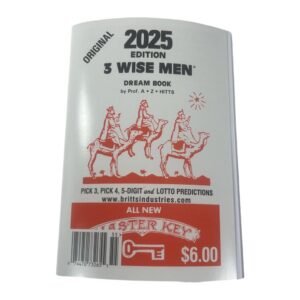 ORIGINAL
2025
EDITION
3 WISE MEN®
DREAM BOOK
by Prof. A • Z • HITTS
PICK 3, PICK 4, 5-DIGIT and LOTTO PREDICTIONS
www.brittsindustries.com
ALL NEW
ASTER KEY
$6.00